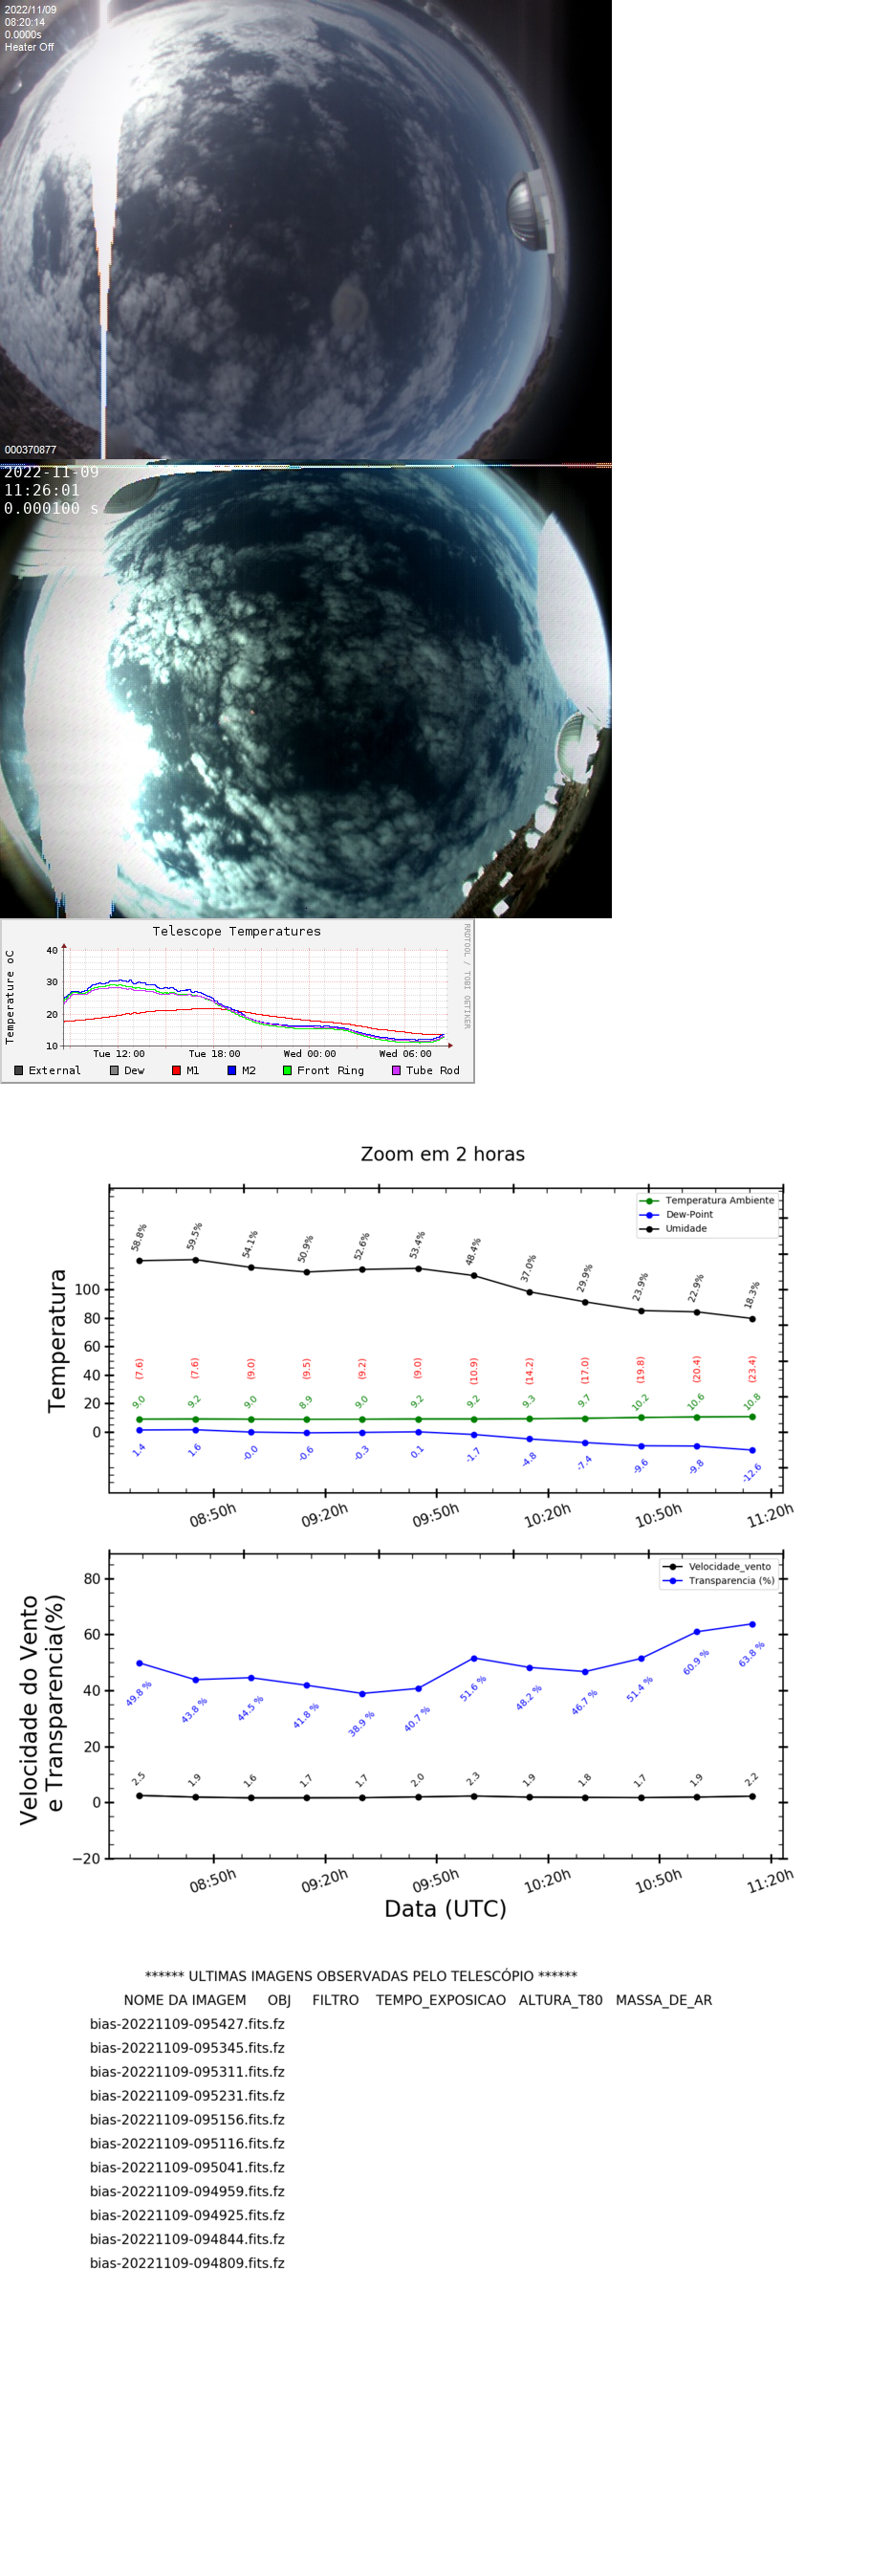 2022/11/09
08:20:14
0.0000s
Heater Off
000370877
2022-11-09
11:26:01
0.000100 s
Telescope Temperatures
RRDTOOL / TOBI OETIKER
Temperature oC
40
30
20
10
Tue 12:00 Tue 18:00 Wed 00:00 Wed 06:00
External Dew M1 M2 Front Ring Tube Rod
Zoom em 2 horas
Temperatura Ambiente
Dew-Point
Umidade
Temperatura
100
80
60
40
20
0
58.8% 59.5% 54.1% 50.9% 52.6% 53.4% 48.4% 37.0% 29.9% 23.9% 22.9% 18.3%
(7.6) (7.6) (9.0) (9.5) (9.2) (9.0) (10.9) (14.2) (17.0) (19.8) (20.4) (23.4)
9.0 9.2 9.0 8.9 9.0 9.2 9.2 9.3 9.7 10.2 10.6 10.8
1.4 1.6 -0.0 -0.6 -0.3 0.1 -1.7 -4.8 -7.4 -9.6 -9.8 -12.6
08:50h 09:20h 09:50h 10:20h 10:50h 11:20h
Velocidade_vento
Transparencia (%)
Velocidade do Vento
e Transparencia(%)
80
60
40
20
0
−20
49.8 % 43.8 % 44.5 % 41.8 % 38.9 % 40.7 % 51.6 % 48.2 % 46.7 % 51.4 % 60.9 % 63.8 %
2.5 1.9 1.6 1.7 1.7 2.0 2.3 1.9 1.8 1.7 1.9 2.2
08:50h 09:20h 09:50h 10:20h 10:50h 11:20h
Data (UTC)
****** ULTIMAS IMAGENS OBSERVADAS PELO TELESCÓPIO ******
NOME DA IMAGEM OBJ FILTRO TEMPO_EXPOSICAO ALTURA_T80 MASSA_DE_AR
bias-20221109-095427.fits.fz
bias-20221109-095345.fits.fz
bias-20221109-095311.fits.fz
bias-20221109-095231.fits.fz
bias-20221109-095156.fits.fz
bias-20221109-095116.fits.fz
bias-20221109-095041.fits.fz
bias-20221109-094959.fits.fz
bias-20221109-094925.fits.fz
bias-20221109-094844.fits.fz
bias-20221109-094809.fits.fz